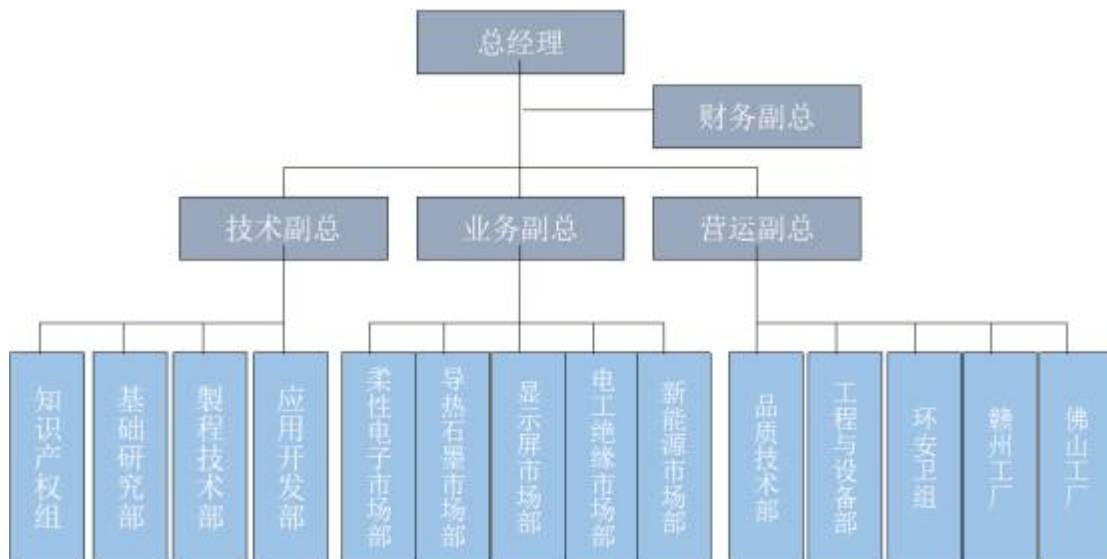 总经理
财务副总
技术副总
业务副总
营运副总
知识产权组
基础研究部
製程技术部
应用开发部
柔性电子市场部
导热石墨市场部
显示屏市场部
电工绝缘市场部
新能源市场部
品质技术部
工程与设备部
环安卫组
赣州工厂
佛山工厂